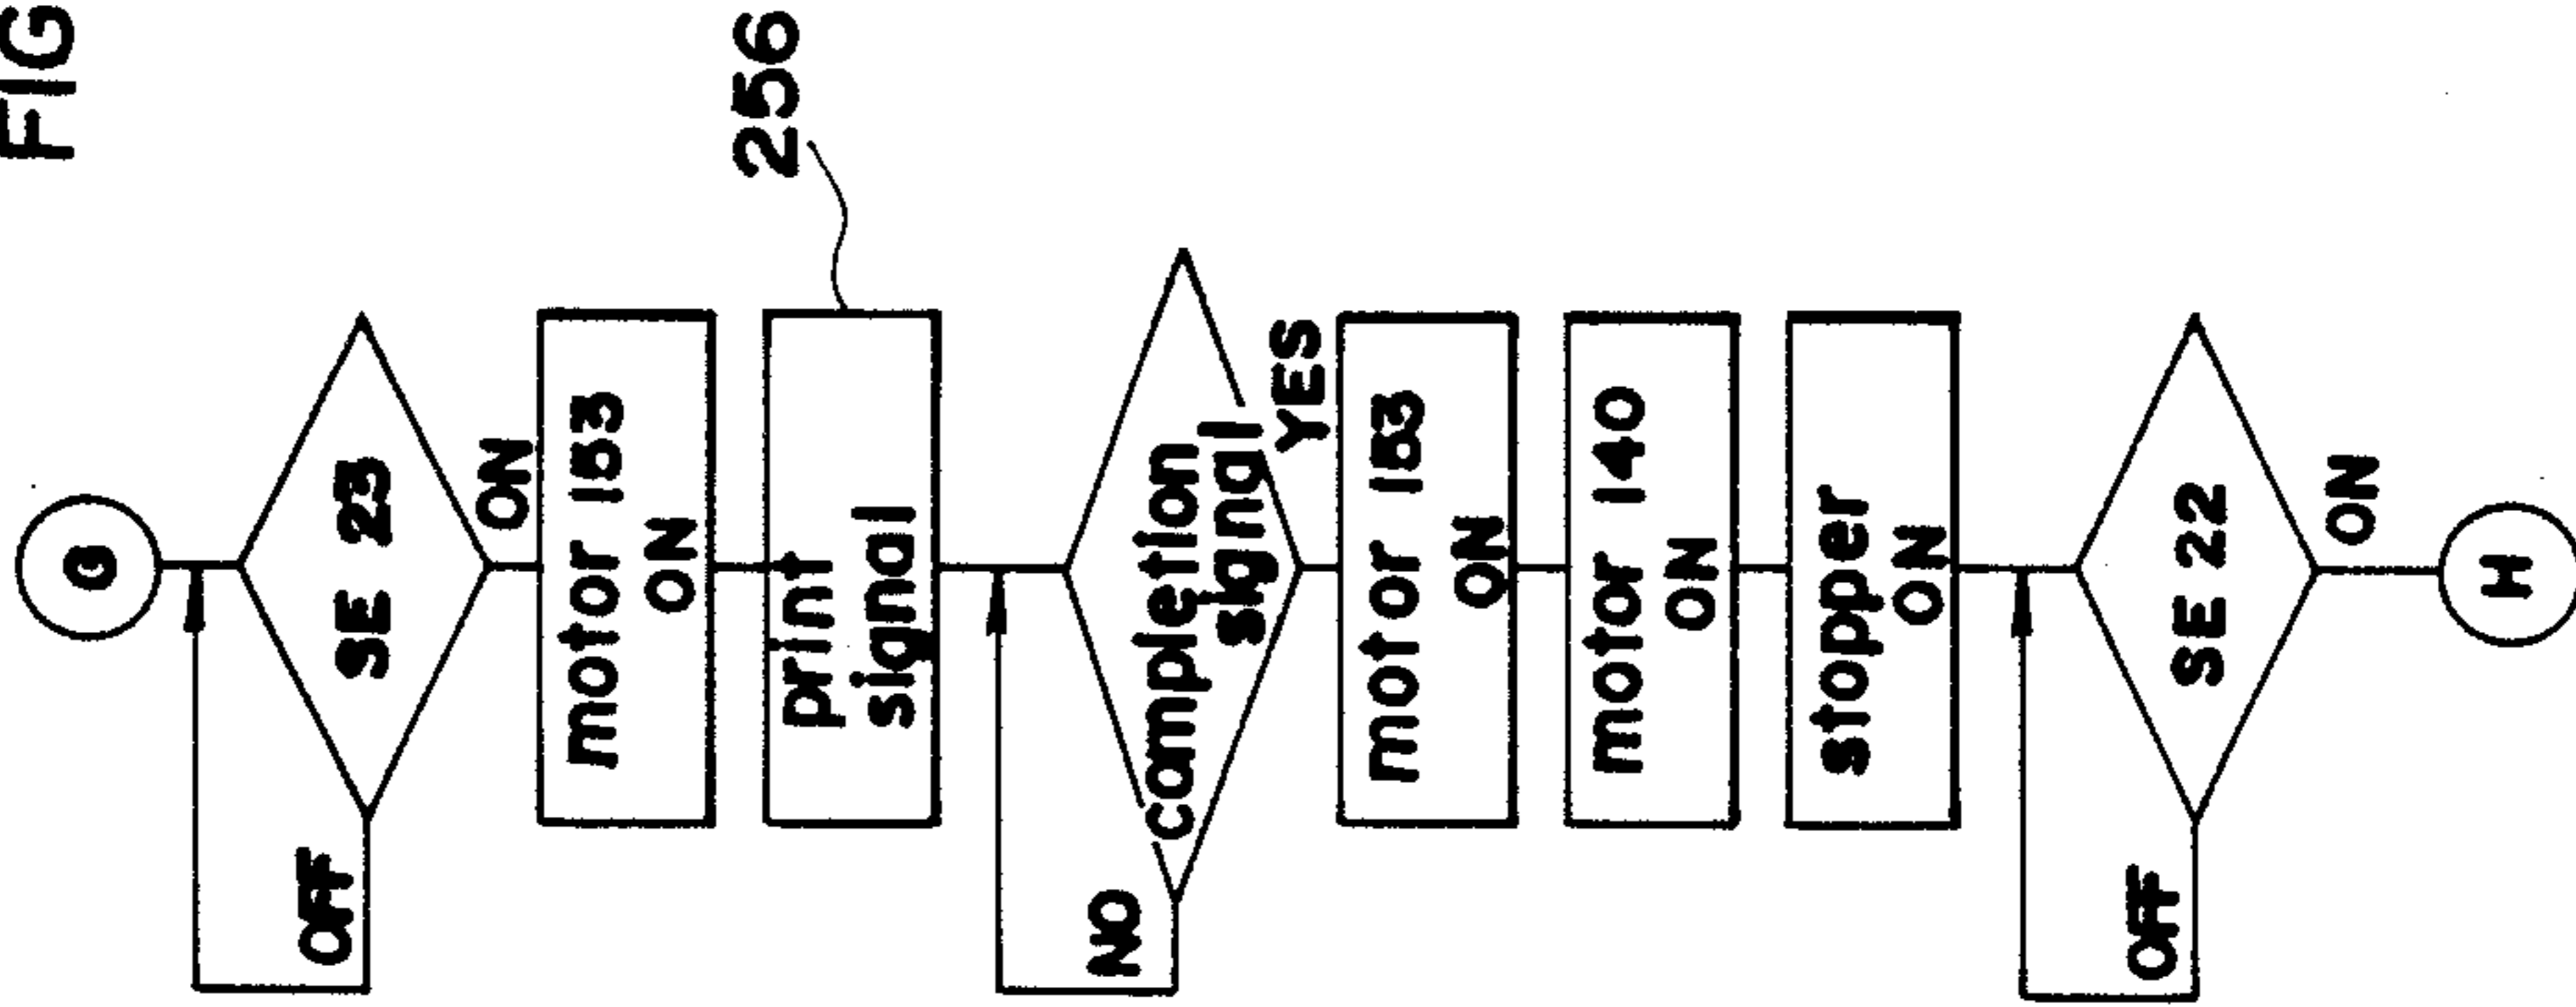 FIG
G
SE 23
OFF
ON
motor 153
ON
print
signal
256
completion
signal
NO
YES
motor 153
ON
motor 140
ON
stopper
ON
SE 22
OFF
ON
H